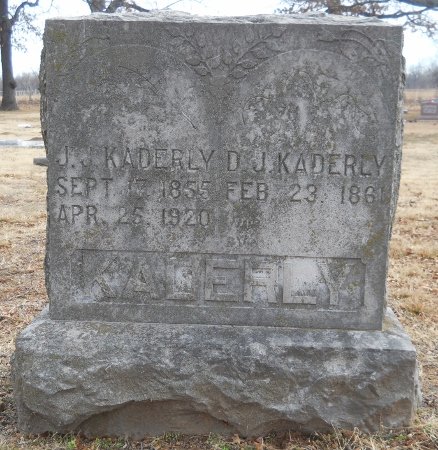 J. J. KADERLY
SEPT. 17, 1855
APR. 25, 1920
D. J. KADERLY
FEB. 23, 1861
KADERLY